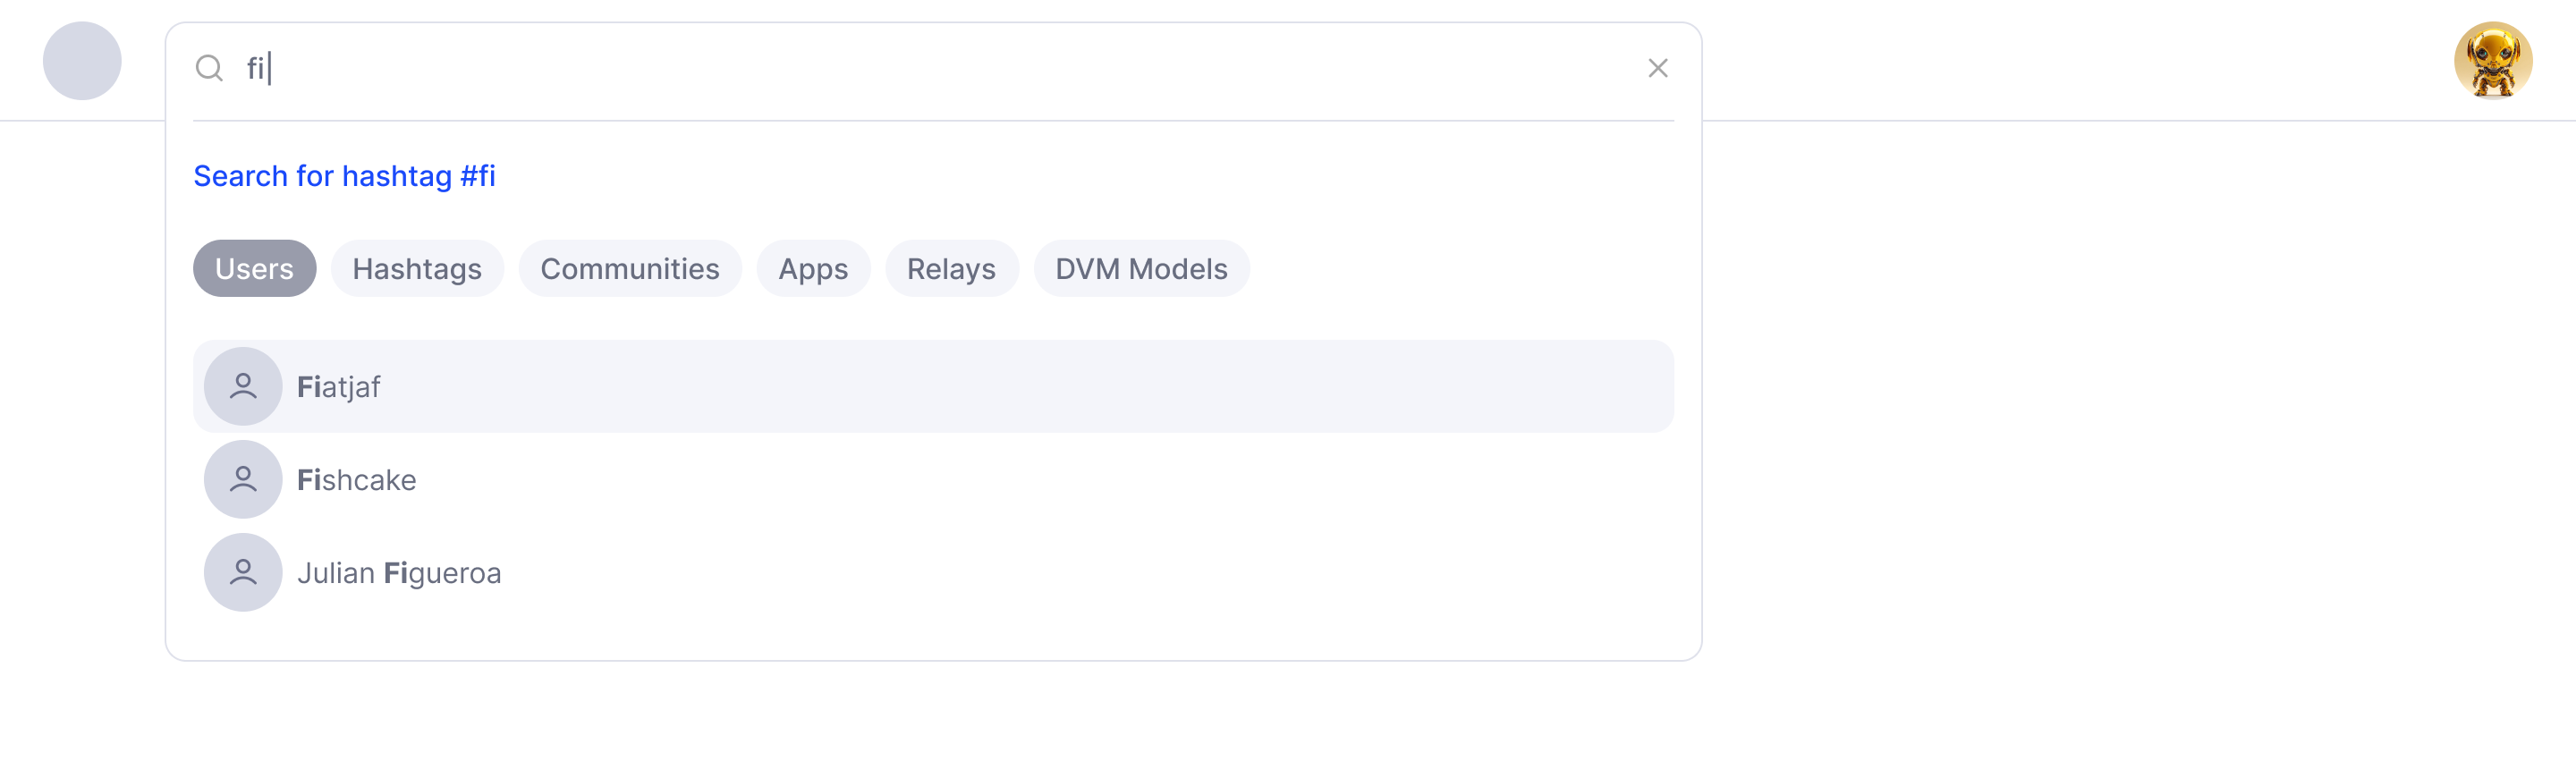 fi
Search for hashtag #fi
Users Hashtags Communities Apps Relays DVM Models
Fiatjaf
Fishcake
Julian Figueroa